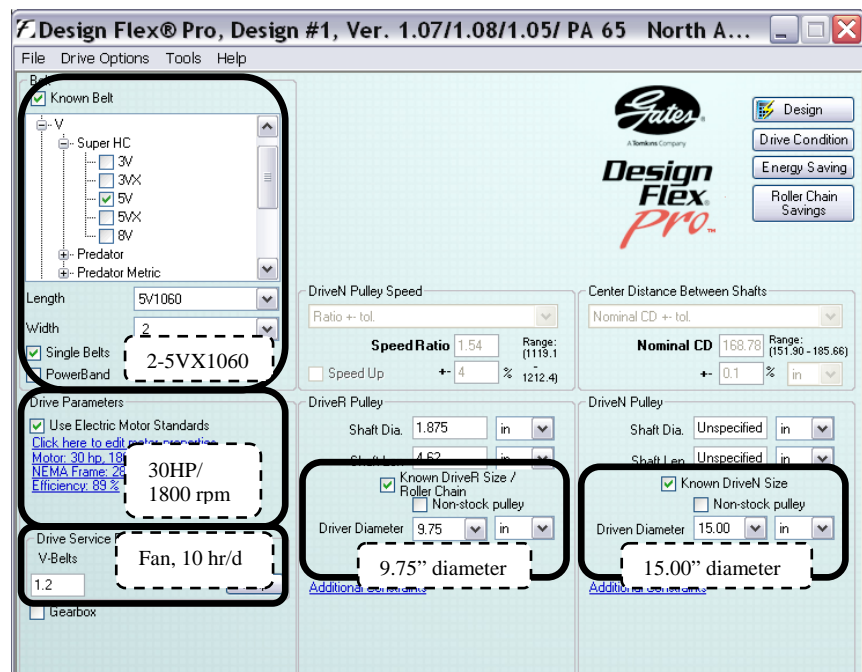 Design Flex® Pro, Design #1, Ver. 1.07/1.08/1.05/ PA 65 North A...
File Drive Options Tools Help
Known Belt
V
Super HC
3V
3VX
5V
5VX
8V
Predator
Predator Metric
Length 5V1060
Width 2
Single Belts
PowerBand
2-5VX1060
Gates
A Tomkins Company
Design Flex Pro™
Design
Drive Condition
Energy Saving
Roller Chain
Savings
DriveN Pulley Speed
Ratio +- tol.
Speed Ratio 1.54 Range:
(1119.1
-
1212.4)
Speed Up +- 4 %
Center Distance Between Shafts
Nominal CD +- tol.
Nominal CD 168.78 Range:
(151.90 - 185.66)
+- 0.1 % in
Drive Parameters
Use Electric Motor Standards
Click here to edit motor properties
Motor: 30 hp, 18
NEMA Frame: 28
Efficiency: 89 %
30HP/
1800 rpm
Drive Service
V-Belts
1.2
Fan, 10 hr/d
Gearbox
DriveR Pulley
Shaft Dia. 1.875 in
Shaft Len. 4.62 in
Known DriveR Size /
Roller Chain
Non-stock pulley
Driver Diameter 9.75 in
9.75” diameter
Additional Constraints
DriveN Pulley
Shaft Dia. Unspecified in
Shaft Len. Unspecified in
Known DriveN Size
Non-stock pulley
Driven Diameter 15.00 in
15.00” diameter
Additional Constraints